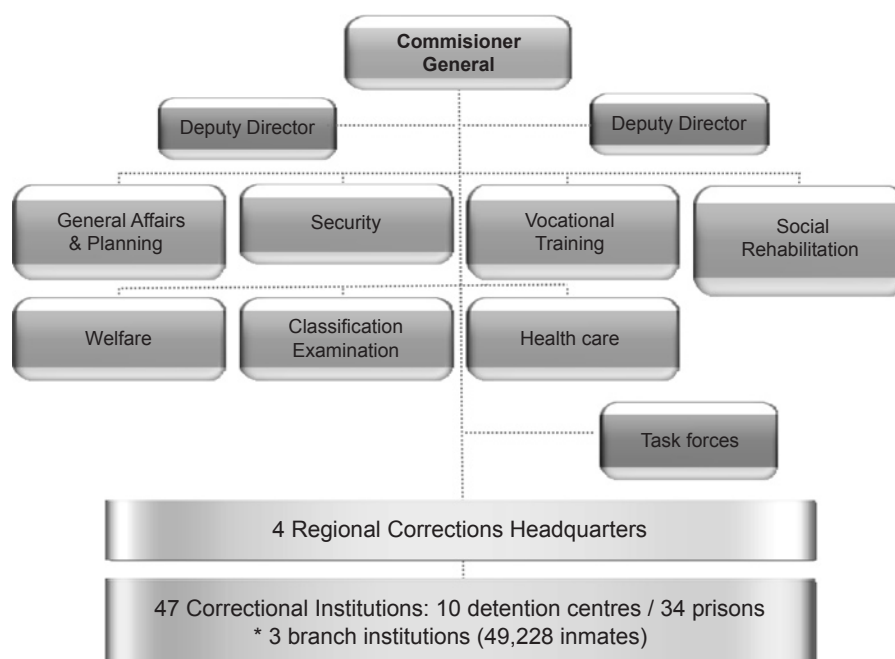 Commisioner
General
Deputy Director
Deputy Director
General Affairs
& Planning
Security
Vocational
Training
Social
Rehabilitation
Welfare
Classification
Examination
Health care
Task forces
4 Regional Corrections Headquarters
47 Correctional Institutions: 10 detention centres / 34 prisons
* 3 branch institutions (49,228 inmates)